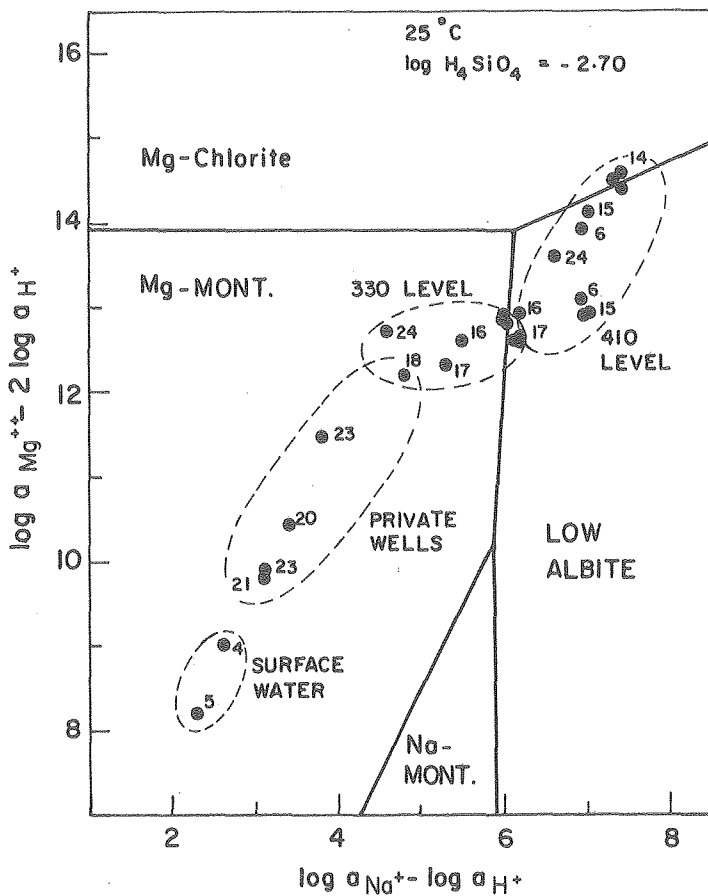 25 °C
log H4SiO4 = -2.70
16
Mg-Chlorite
14
15
14
6
Mg-MONT.
24
330 LEVEL
6
16
15
24
16
17
410
LEVEL
18
17
12
23
20
PRIVATE
WELLS
LOW
ALBITE
10
23
21
4
SURFACE
WATER
5
8
Na-
MONT.
2
4
6
8
log a Na+ - log a H+
log a Mg++ - 2 log a H+